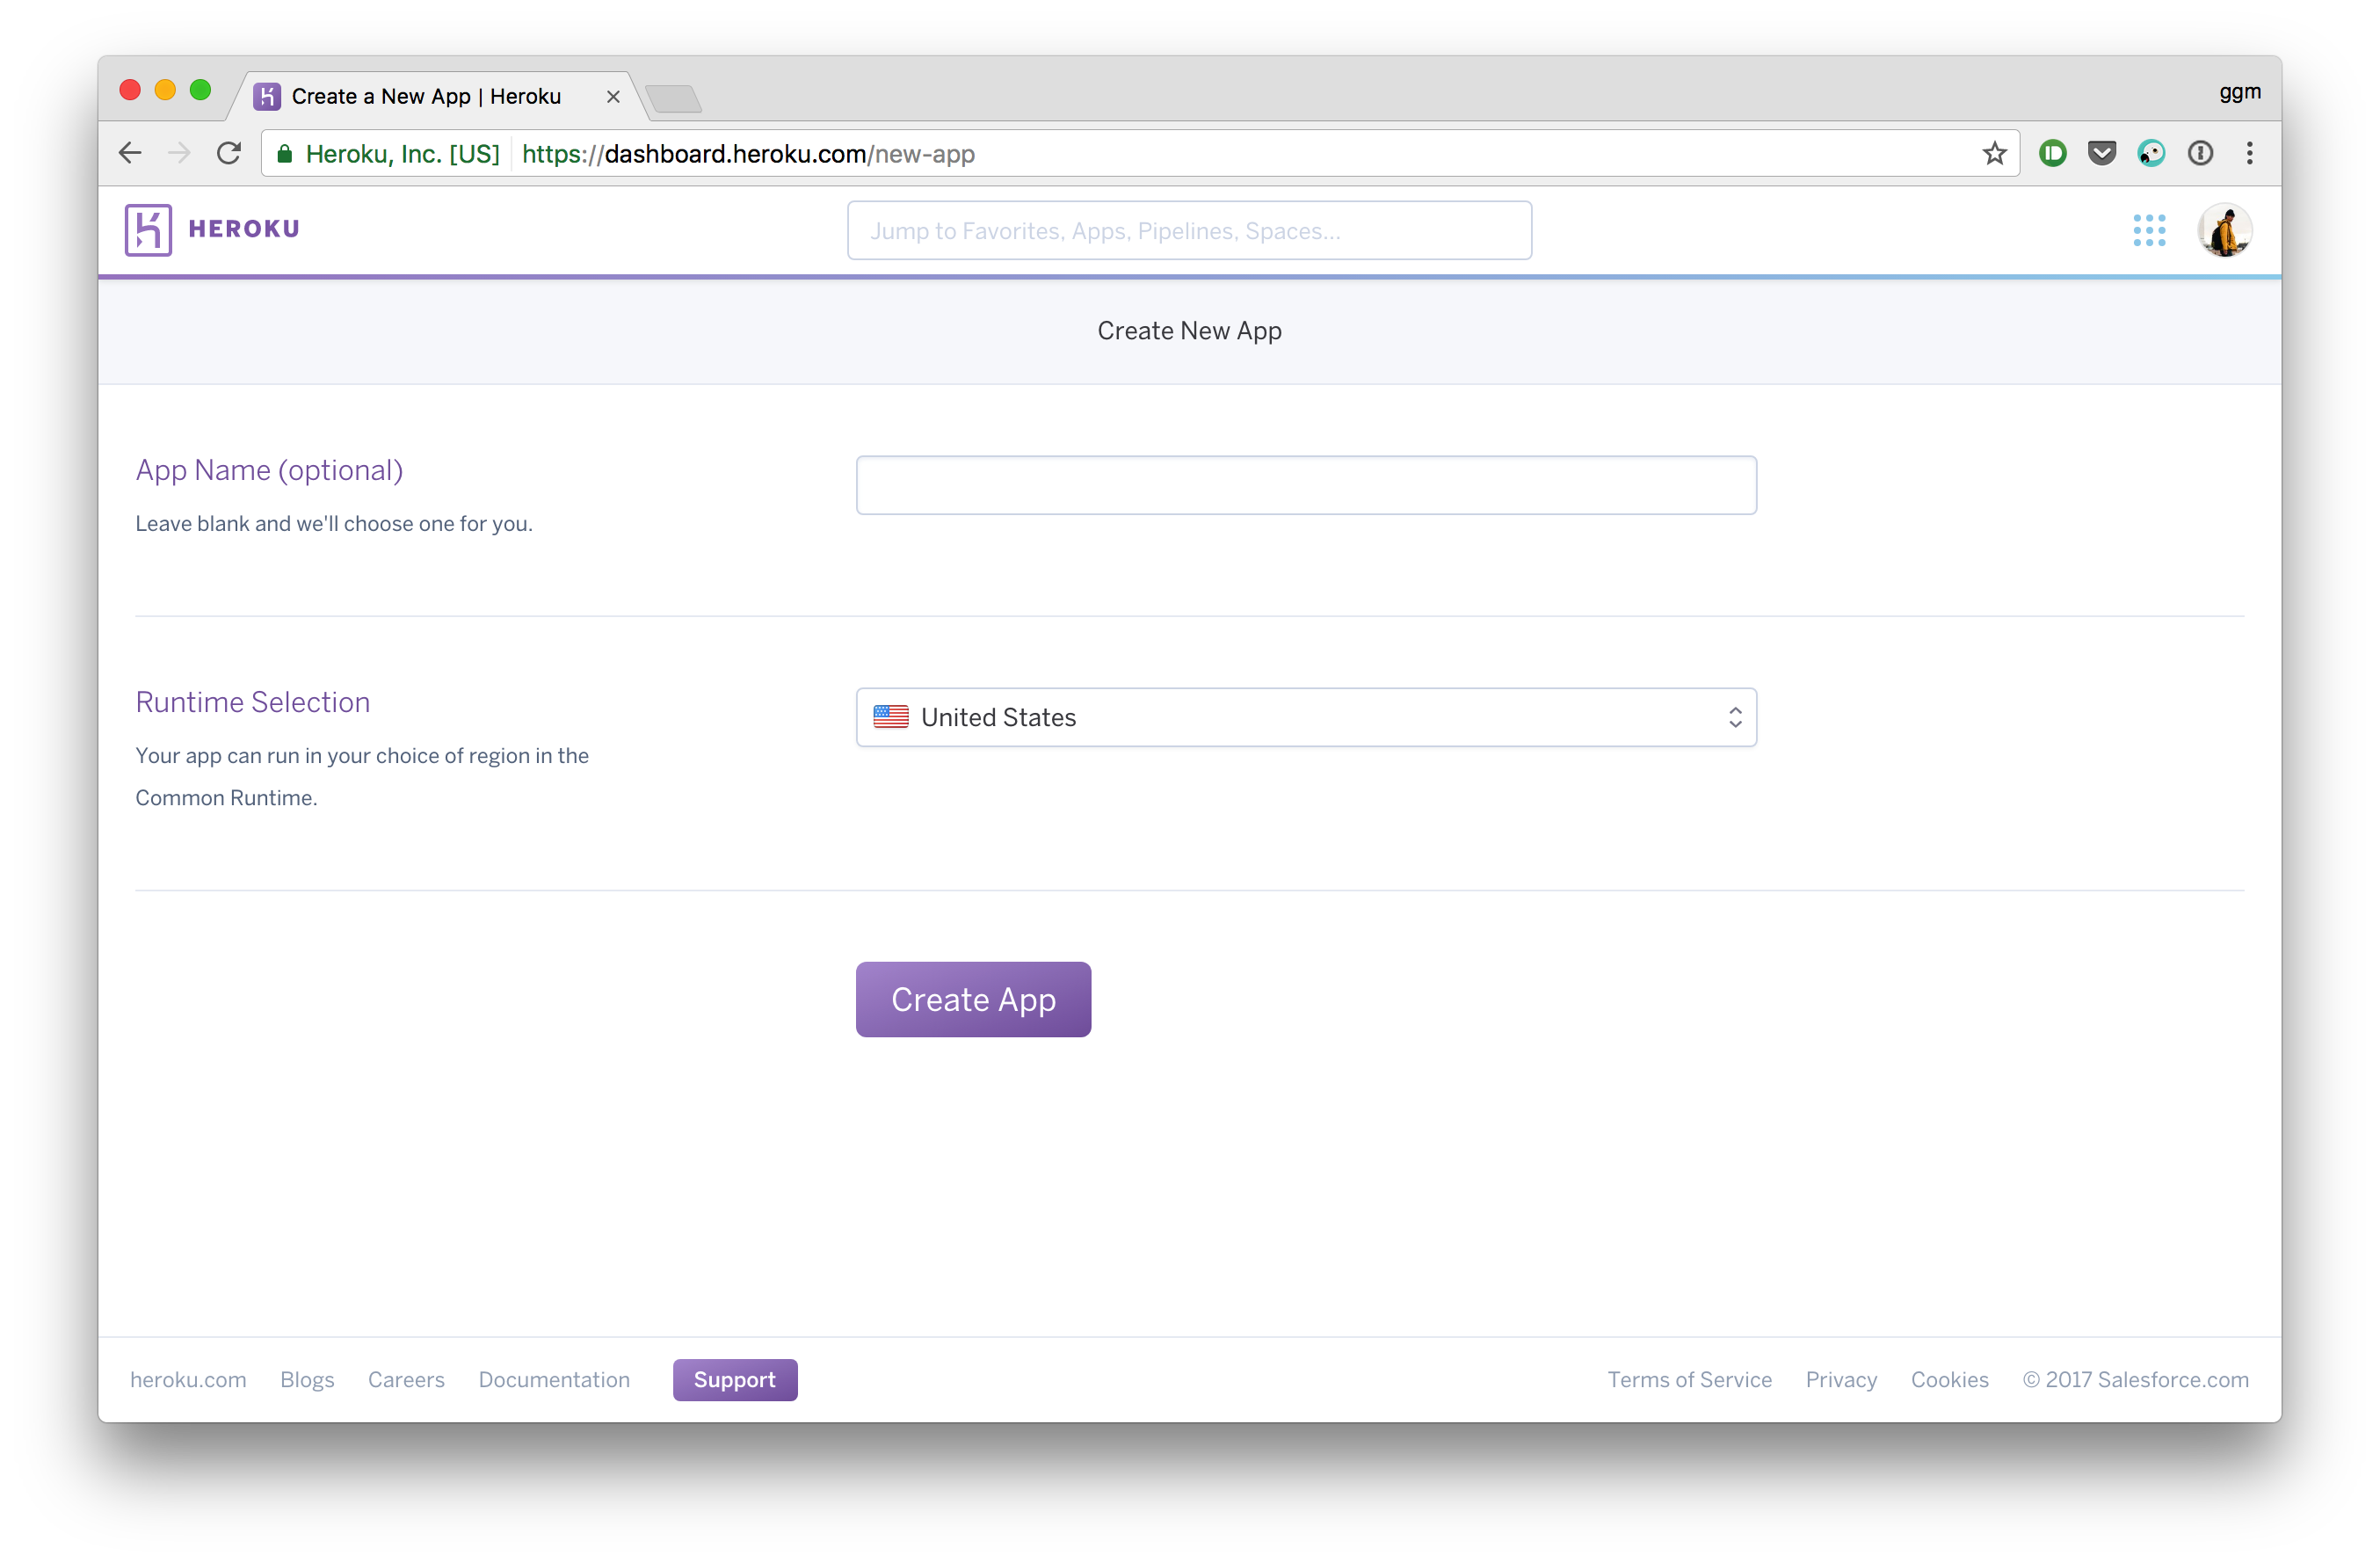 Create a New App | Heroku
ggm
Heroku, Inc. [US] https://dashboard.heroku.com/new-app
HEROKU
Jump to Favorites, Apps, Pipelines, Spaces...
Create New App
App Name (optional)
Leave blank and we'll choose one for you.
Runtime Selection
United States
Your app can run in your choice of region in the
Common Runtime.
Create App
heroku.com Blogs Careers Documentation Support Terms of Service Privacy Cookies © 2017 Salesforce.com